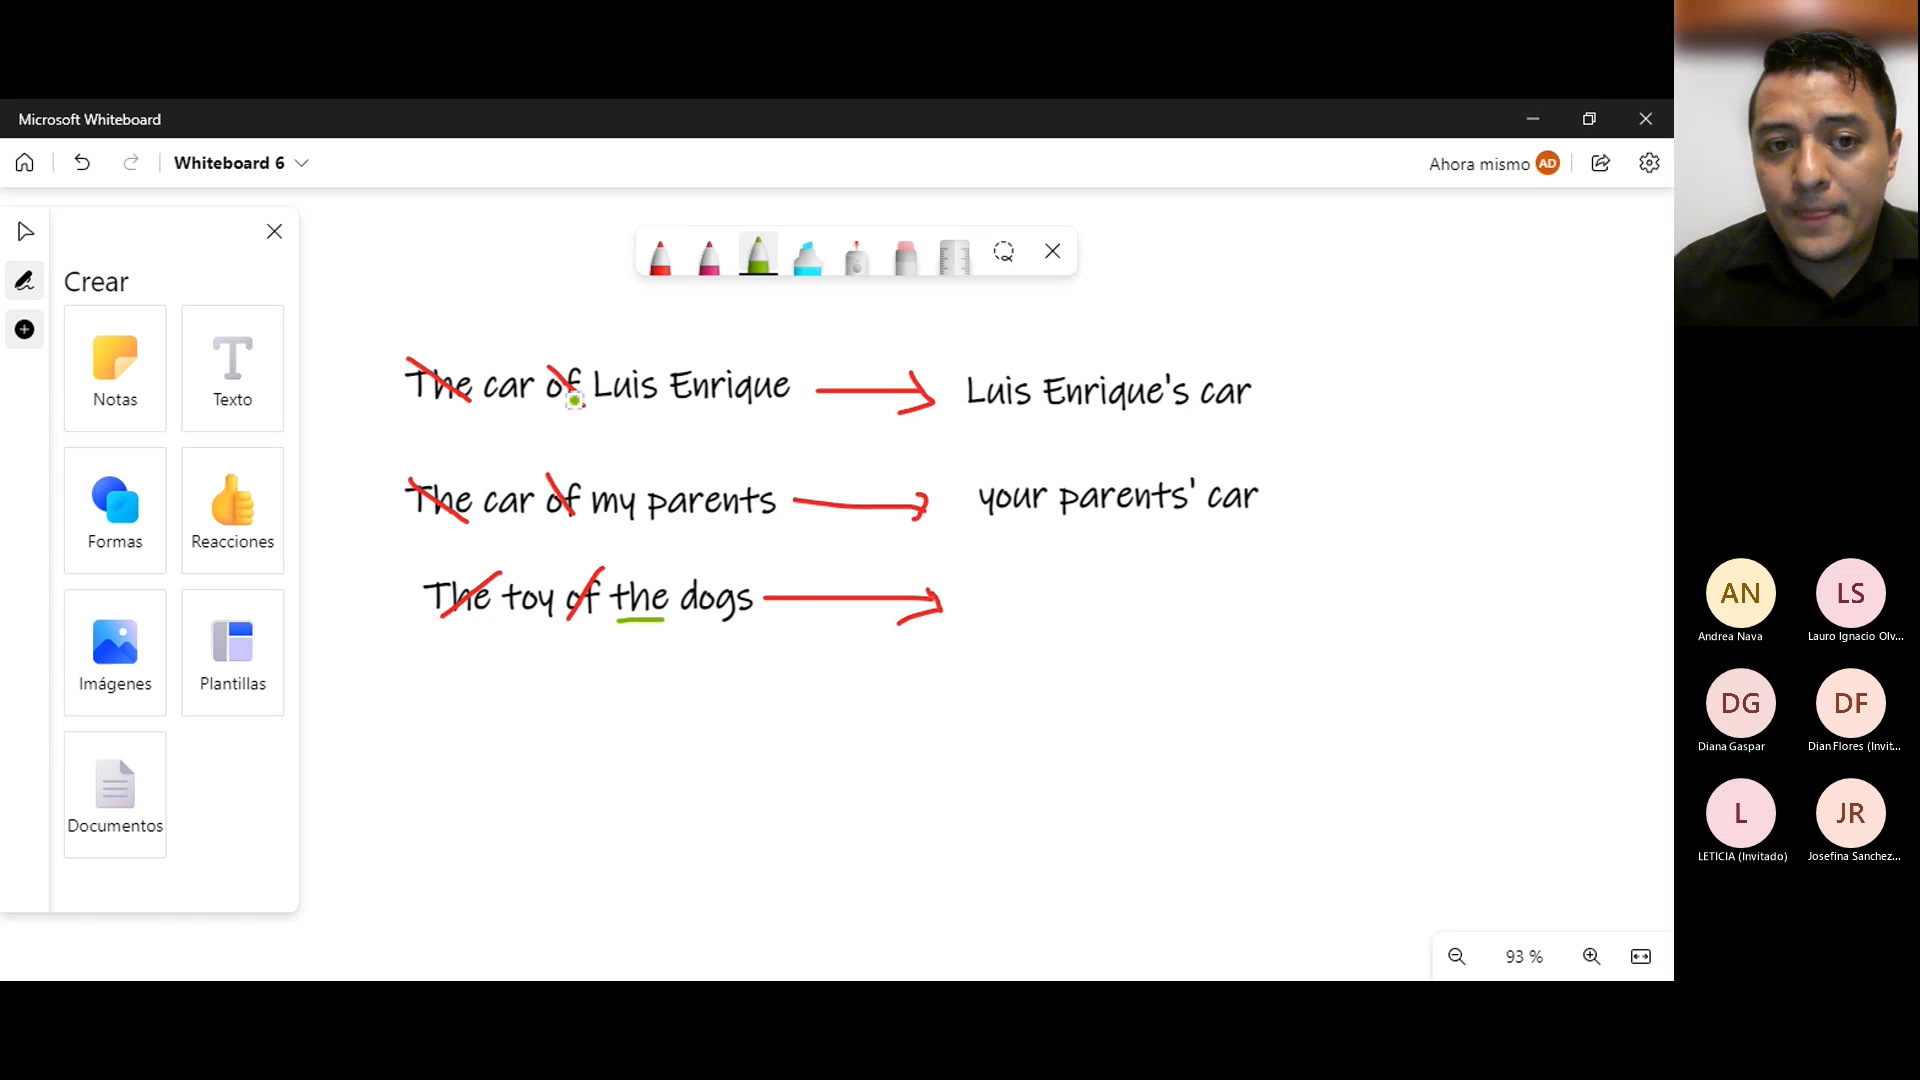 Microsoft Whiteboard
Whiteboard 6
Ahora mismo AD
Crear
Notas
Texto
Formas
Reacciones
Imágenes
Plantillas
Documentos
The car of Luis Enrique
Luis Enrique's car
The car of my parents
your parents' car
The toy of the dogs
93 %
AN
LS
Andrea Nava
Lauro Ignacio Olv...
DG
DF
Diana Gaspar
Dian Flores (Invit...
L
JR
LETICIA (Invitado)
Josefina Sanchez...